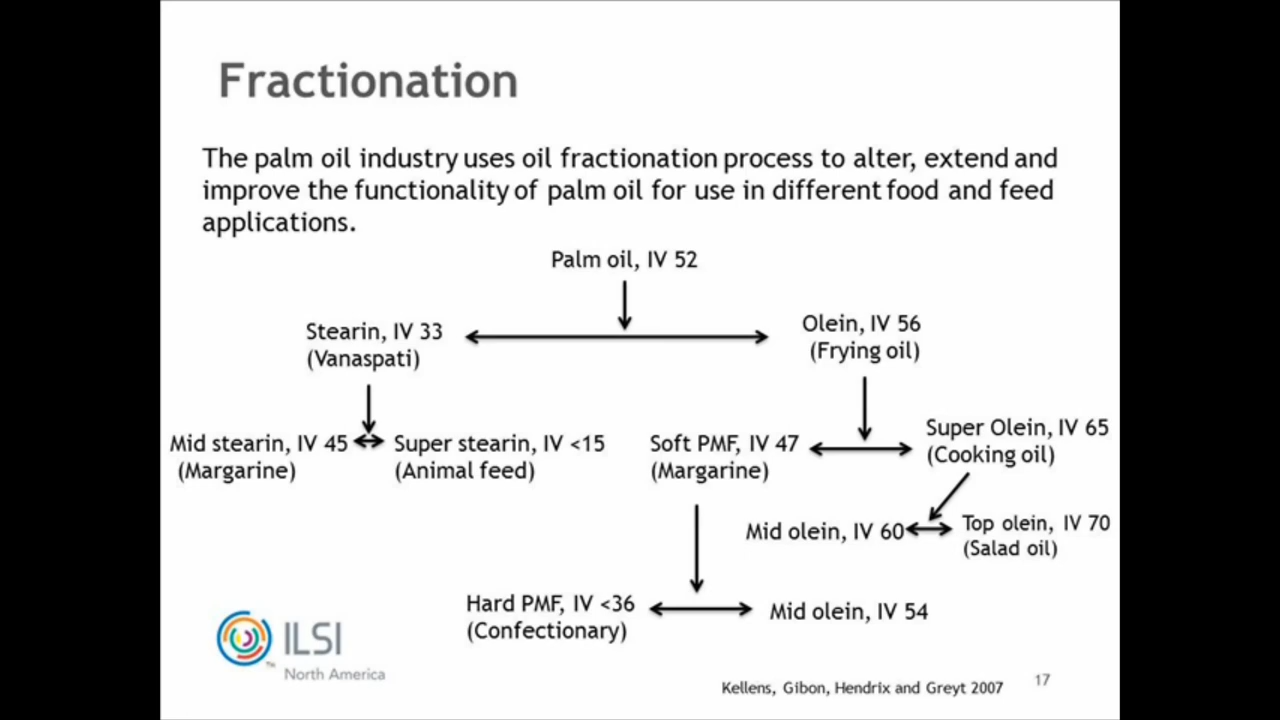 Fractionation
The palm oil industry uses oil fractionation process to alter, extend and
improve the functionality of palm oil for use in different food and feed
applications.
Palm oil, IV 52
Stearin, IV 33
(Vanaspati)
Olein, IV 56
(Frying oil)
Mid stearin, IV 45
(Margarine)
Super stearin, IV <15
(Animal feed)
Soft PMF, IV 47
(Margarine)
Super Olein, IV 65
(Cooking oil)
Mid olein, IV 60
Top olein, IV 70
(Salad oil)
Hard PMF, IV <36
(Confectionary)
Mid olein, IV 54
ILSI
TM
North America
Kellens, Gibon, Hendrix and Greyt 2007
17